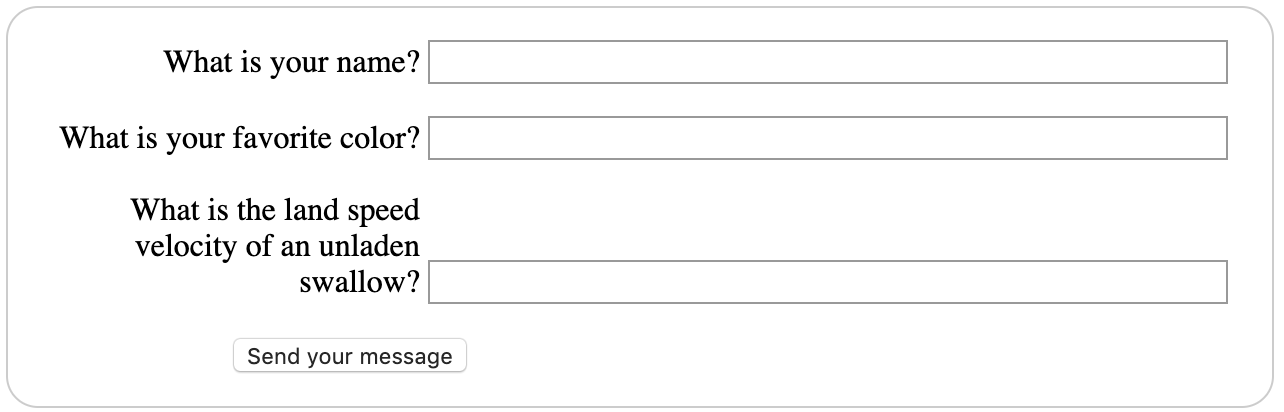 What is your name?
What is your favorite color?
What is the land speed
velocity of an unladen
swallow?
Send your message